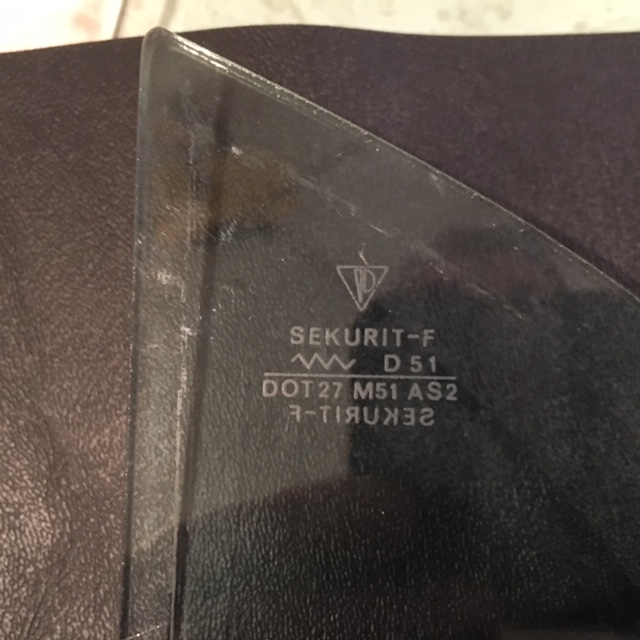 SEKURIT-F
D 51
DOT27 M51 AS2
SEKURIT-F